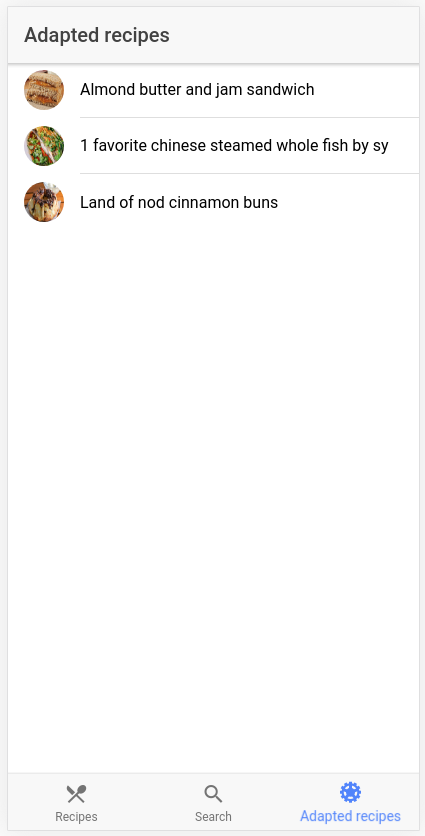 Adapted recipes
Almond butter and jam sandwich
1 favorite chinese steamed whole fish by sy
Land of nod cinnamon buns
Recipes
Search
Adapted recipes